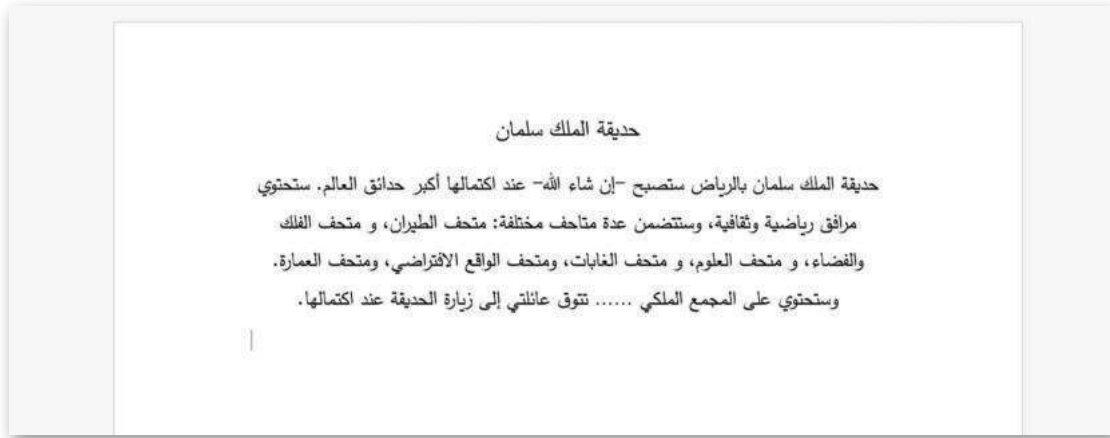 حديقة الملك سلمان
حديقة الملك سلمان بالرياض ستصبح –إن شاء الله– عند اكتمالها أكبر حدائق العالم. ستحتوي
مرافق رياضية وثقافية، وستتضمن عدة متاحف مختلفة: متحف الطيران، و متحف الفلك
والفضاء، و متحف العلوم، و متحف الغابات، ومتحف الواقع الافتراضي، ومتحف العمارة.
وستحتوي على المجمع الملكي ...... تتوق عائلتي إلى زيارة الحديقة عند اكتمالها.